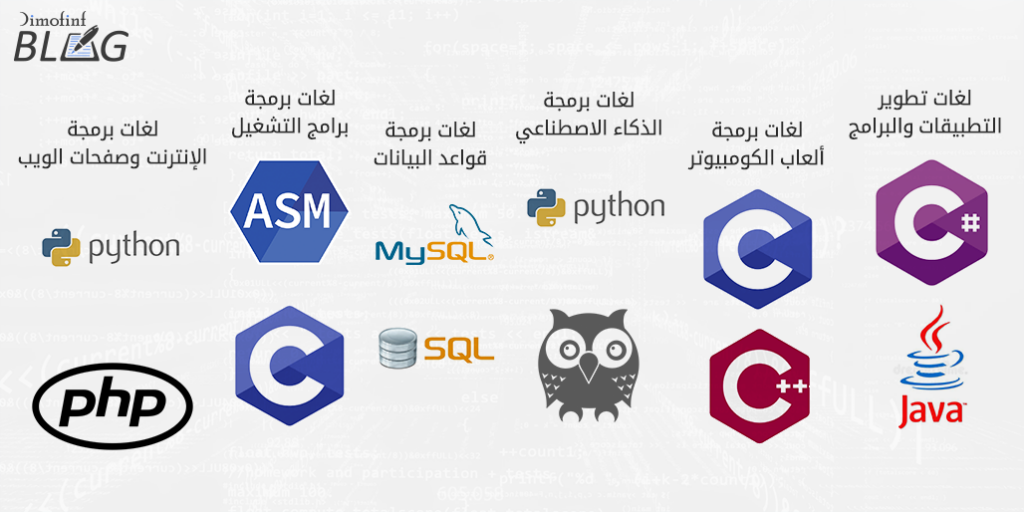 Dimofinf
BLOG
لغات تطوير
التطبيقات والبرامج
C#
Java
لغات برمجة
ألعاب الكومبيوتر
C
C++
لغات برمجة
الذكاء الاصطناعي
python
لغات برمجة
قواعد البيانات
MySQL
SQL
لغات برمجة
برامج التشغيل
ASM
C
لغات برمجة
الإنترنت وصفحات الويب
python
php